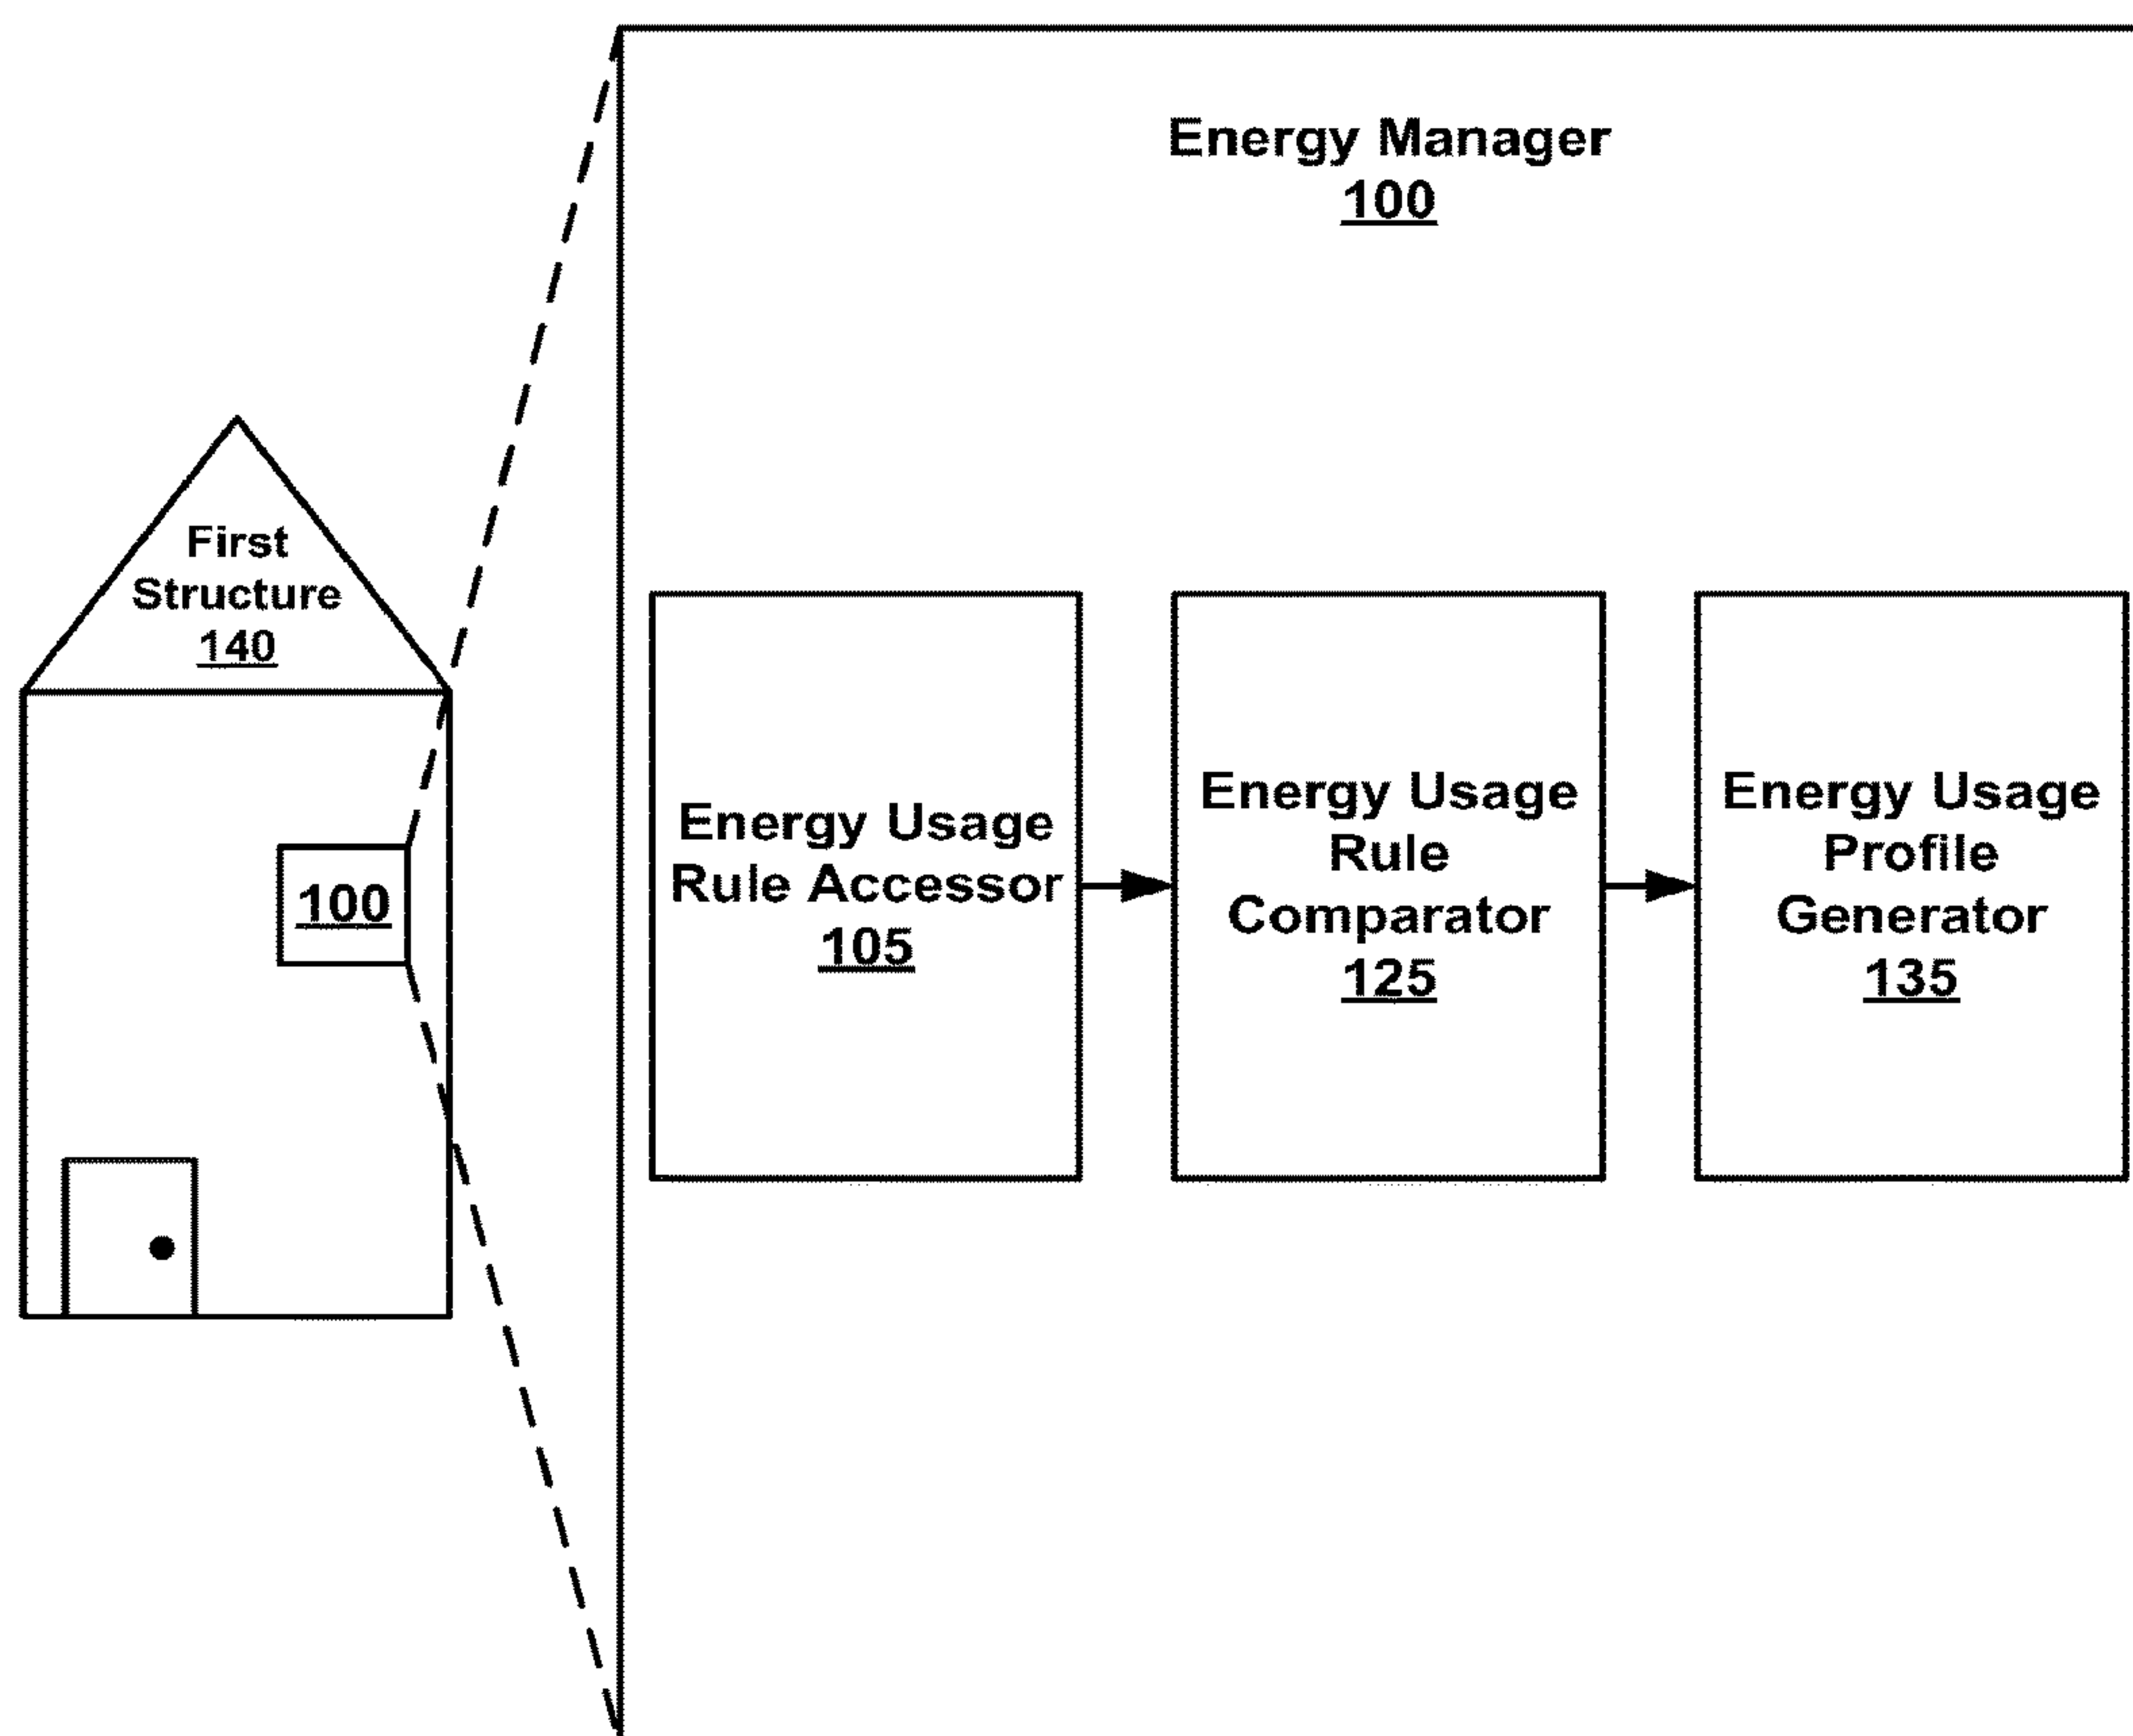 Energy Manager
100
First
Structure
140
100
Energy Usage
Rule Accessor
105
Energy Usage
Rule
Comparator
125
Energy Usage
Profile
Generator
135